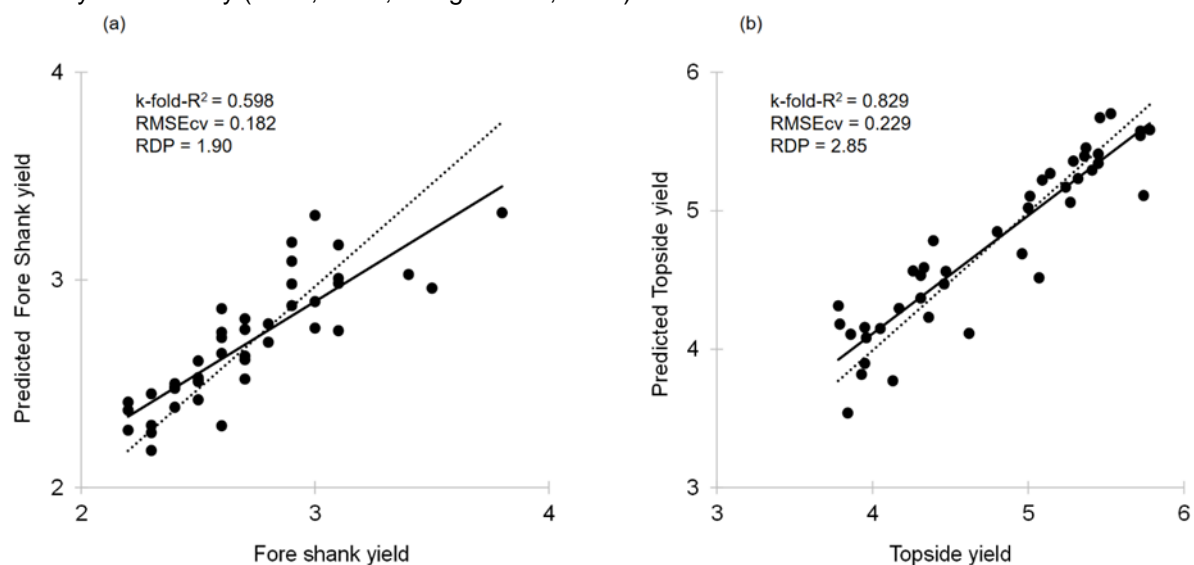 (a)
k-fold-R² = 0.598
RMSEcv = 0.182
RDP = 1.90
Predicted Fore Shank yield
4
3
2
2 3 4
Fore shank yield
(b)
k-fold-R² = 0.829
RMSEcv = 0.229
RDP = 2.85
Predicted Topside yield
6
5
4
3
3 4 5 6
Topside yield